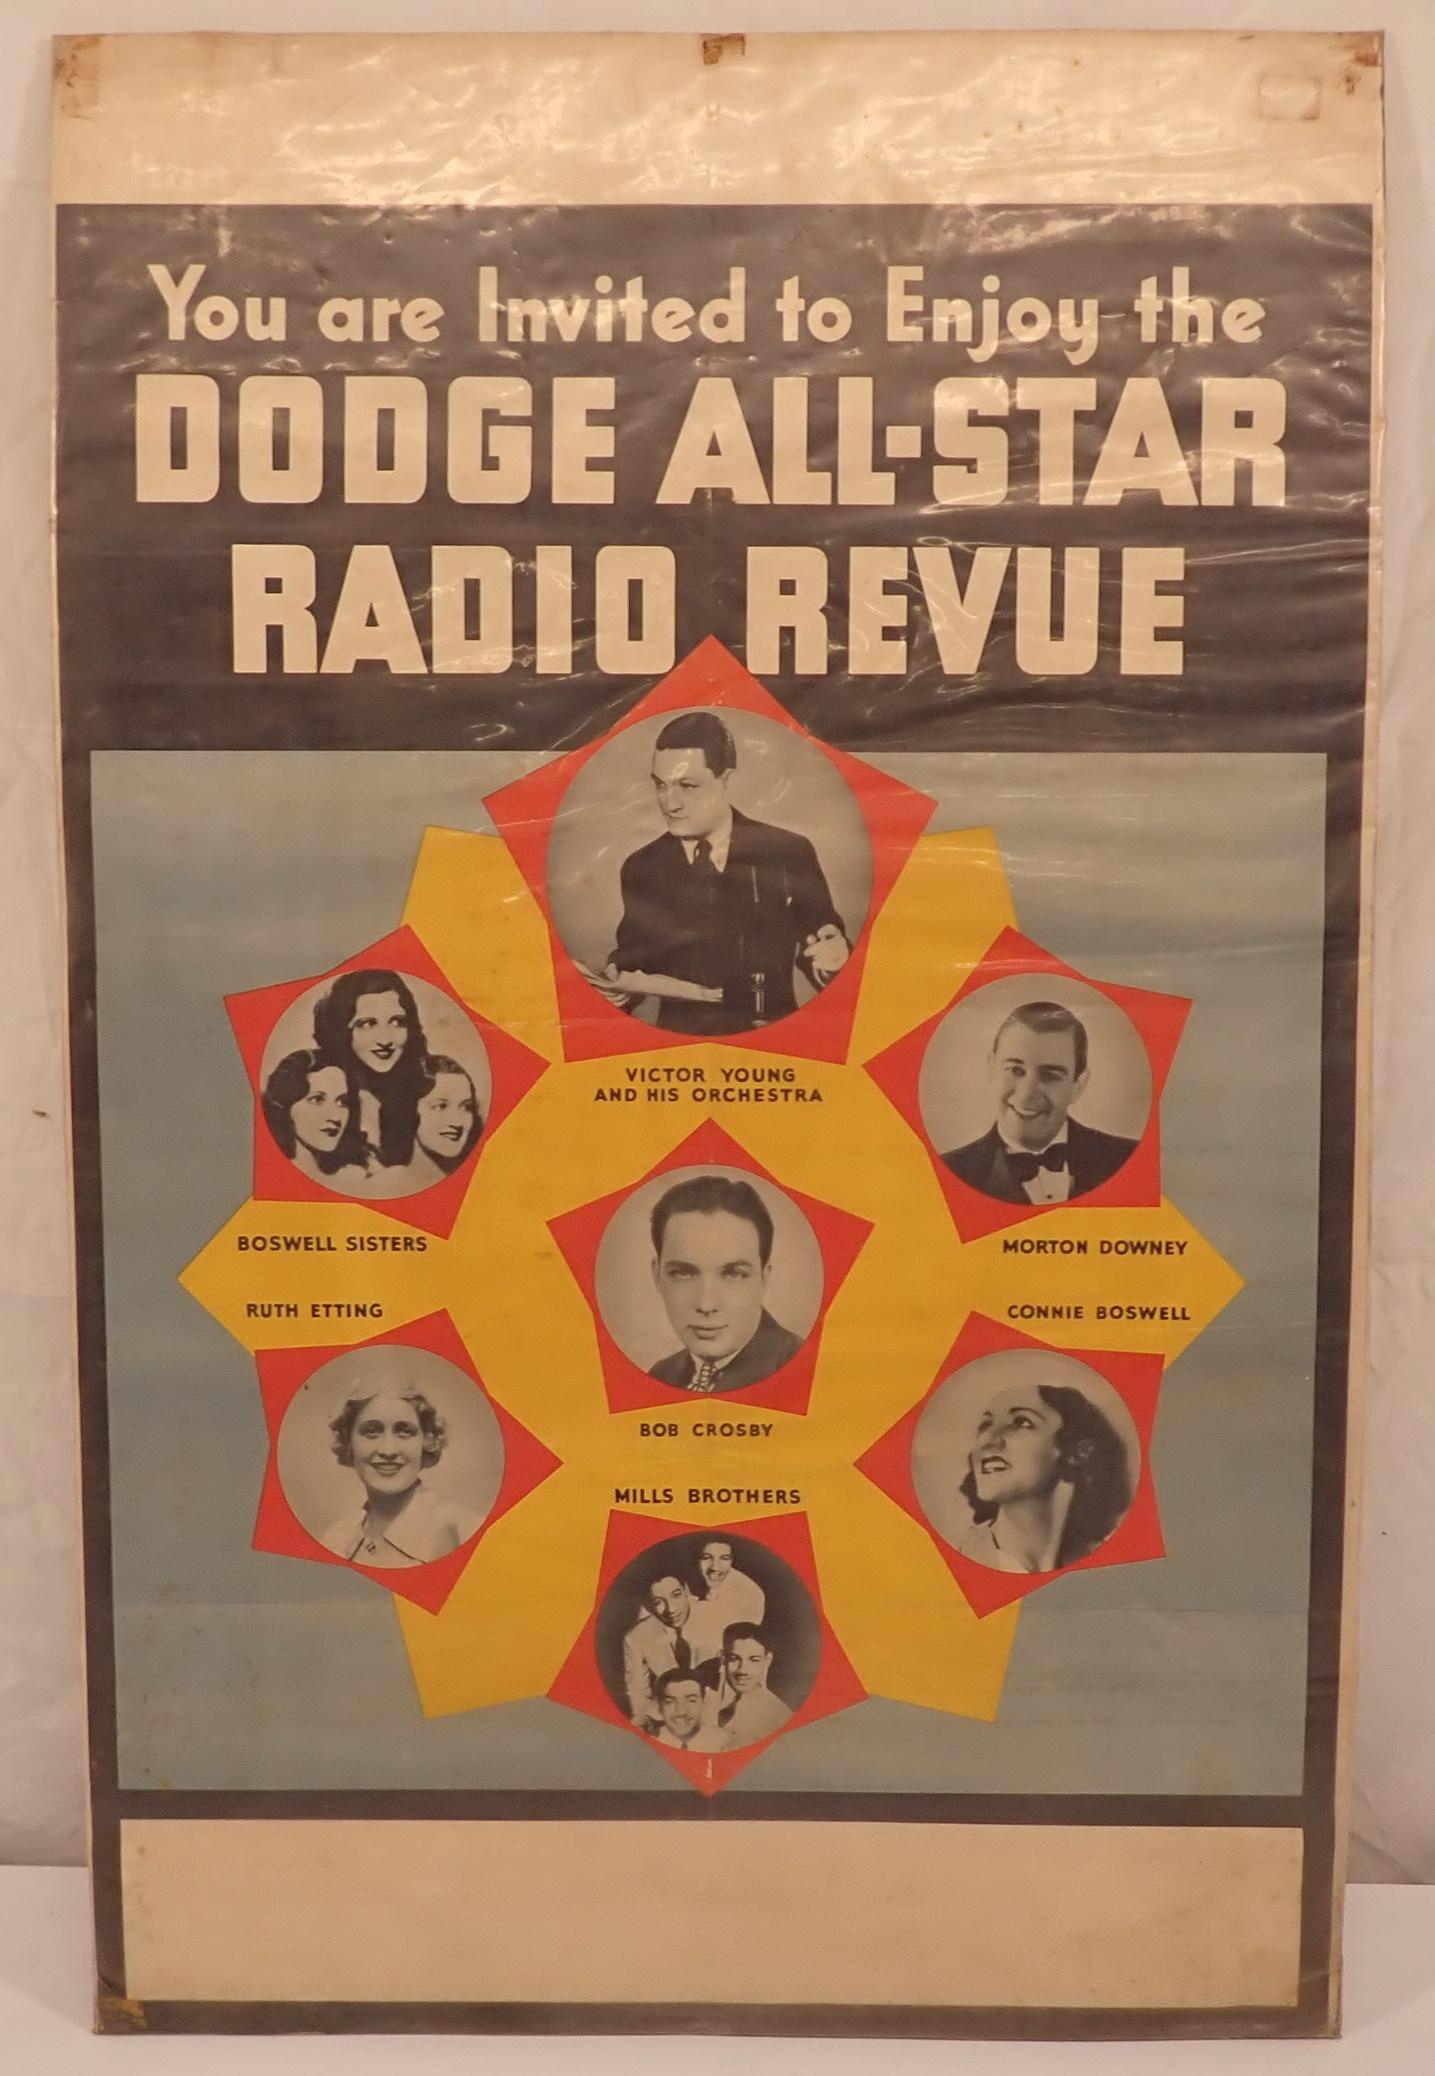 You are Invited to Enjoy the
DODGE ALL-STAR
RADIO REVUE
VICTOR YOUNG
AND HIS ORCHESTRA
BOSWELL SISTERS
MORTON DOWNEY
RUTH ETTING
CONNIE BOSWELL
BOB CROSBY
MILLS BROTHERS